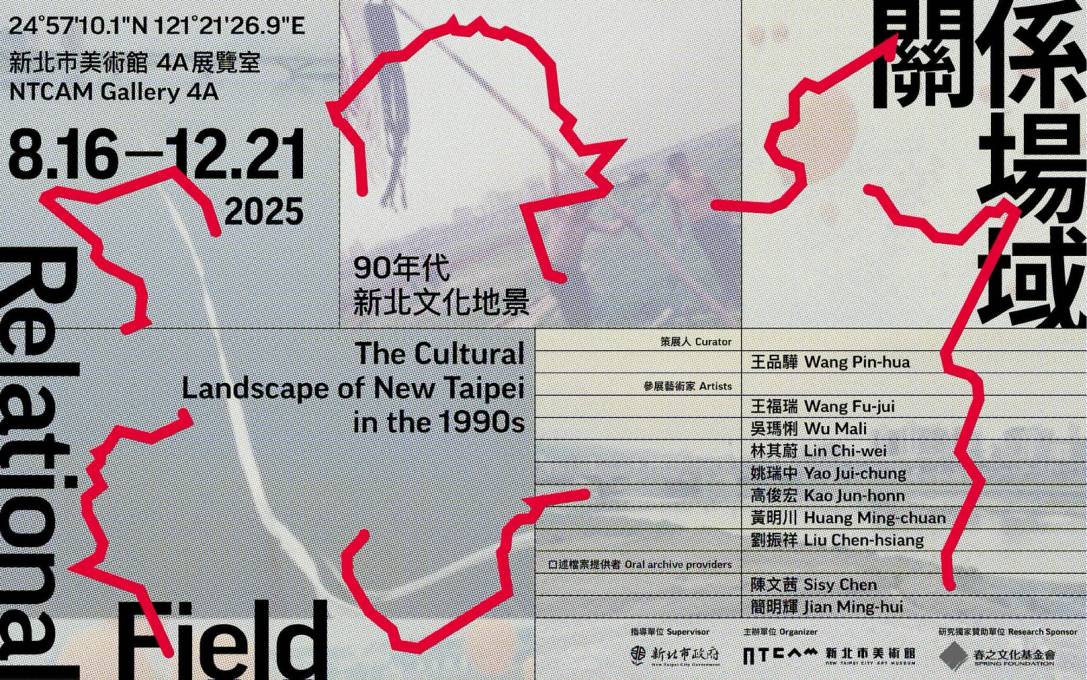 24°57'10.1"N 121°21'26.9"E
新北市美術館 4A展覽室
NTCAM Gallery 4A
8.16—12.21
2025
關係
場域
90年代
新北文化地景
Relational
Field
The Cultural
Landscape of New Taipei
in the 1990s
策展人 Curator
王品驊 Wang Pin-hua
參展藝術家 Artists
王福瑞 Wang Fu-jui
吳瑪悧 Wu Mali
林其蔚 Lin Chi-wei
姚瑞中 Yao Jui-chung
高俊宏 Kao Jun-honn
黃明川 Huang Ming-chuan
劉振祥 Liu Chen-hsiang
口述檔案提供者 Oral archive providers
陳文茜 Sisy Chen
簡明輝 Jian Ming-hui
指導單位 Supervisor
新北市政府
New Taipei City Government
主辦單位 Organizer
NTCAM 新北市美術館
NEW TAIPEI CITY ART MUSEUM
研究獨家贊助單位 Research Sponsor
春之文化基金會
SPRING FOUNDATION